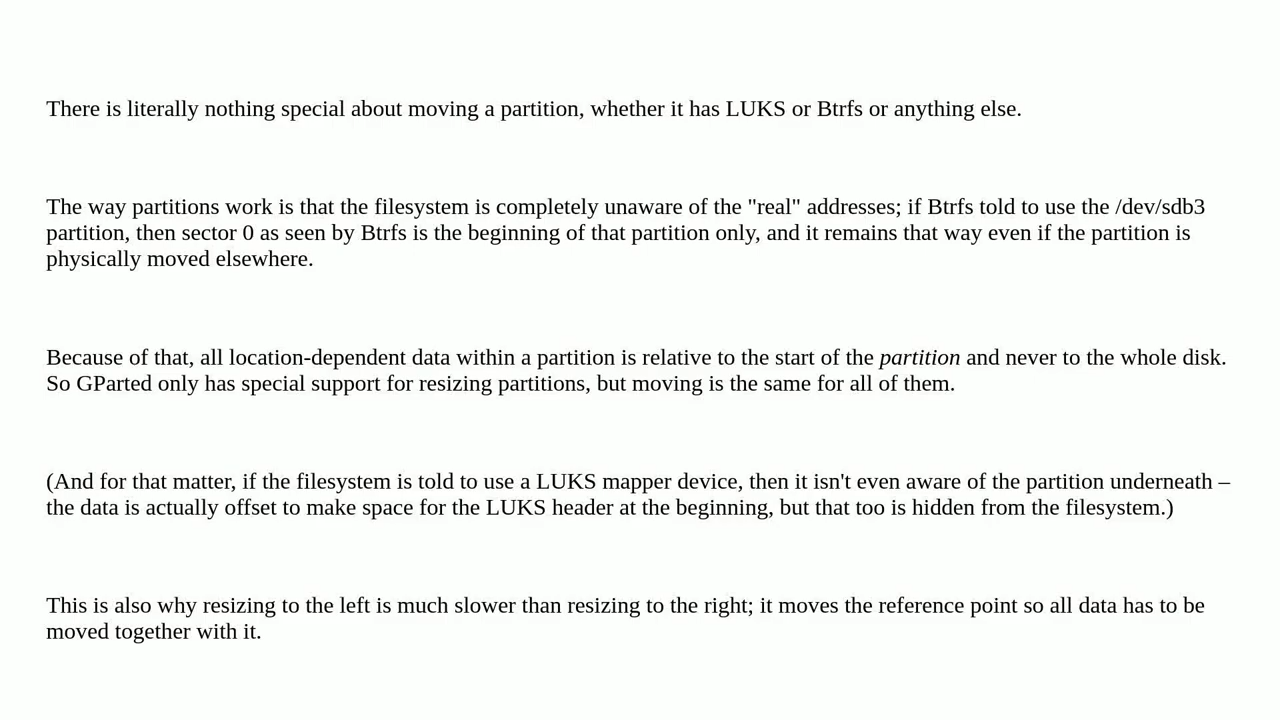 There is literally nothing special about moving a partition, whether it has LUKS or Btrfs or anything else.
The way partitions work is that the filesystem is completely unaware of the "real" addresses; if Btrfs told to use the /dev/sdb3
partition, then sector 0 as seen by Btrfs is the beginning of that partition only, and it remains that way even if the partition is
physically moved elsewhere.
Because of that, all location-dependent data within a partition is relative to the start of the partition and never to the whole disk.
So GParted only has special support for resizing partitions, but moving is the same for all of them.
(And for that matter, if the filesystem is told to use a LUKS mapper device, then it isn't even aware of the partition underneath –
the data is actually offset to make space for the LUKS header at the beginning, but that too is hidden from the filesystem.)
This is also why resizing to the left is much slower than resizing to the right; it moves the reference point so all data has to be
moved together with it.